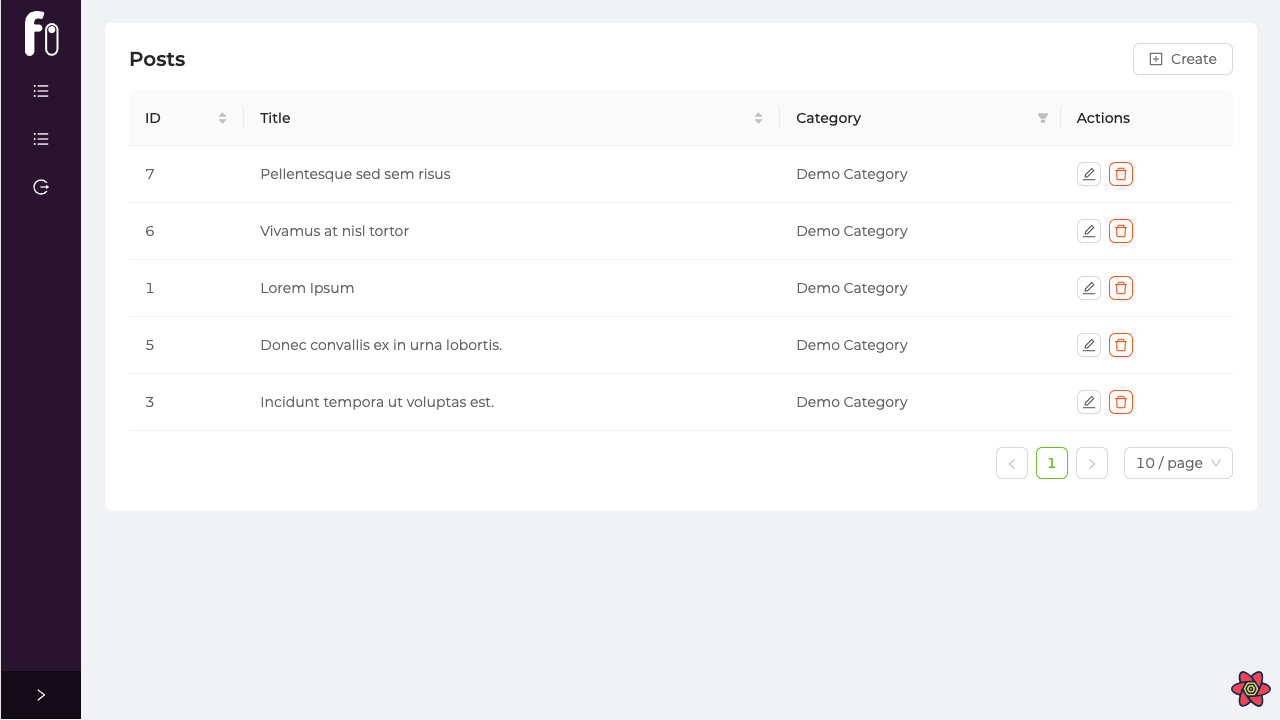 fi
Posts
Create
ID Title Category Actions
7 Pellentesque sed sem risus Demo Category
6 Vivamus at nisl tortor Demo Category
1 Lorem Ipsum Demo Category
5 Donec convallis ex in urna lobortis. Demo Category
3 Incidunt tempora ut voluptas est. Demo Category
1 10 / page